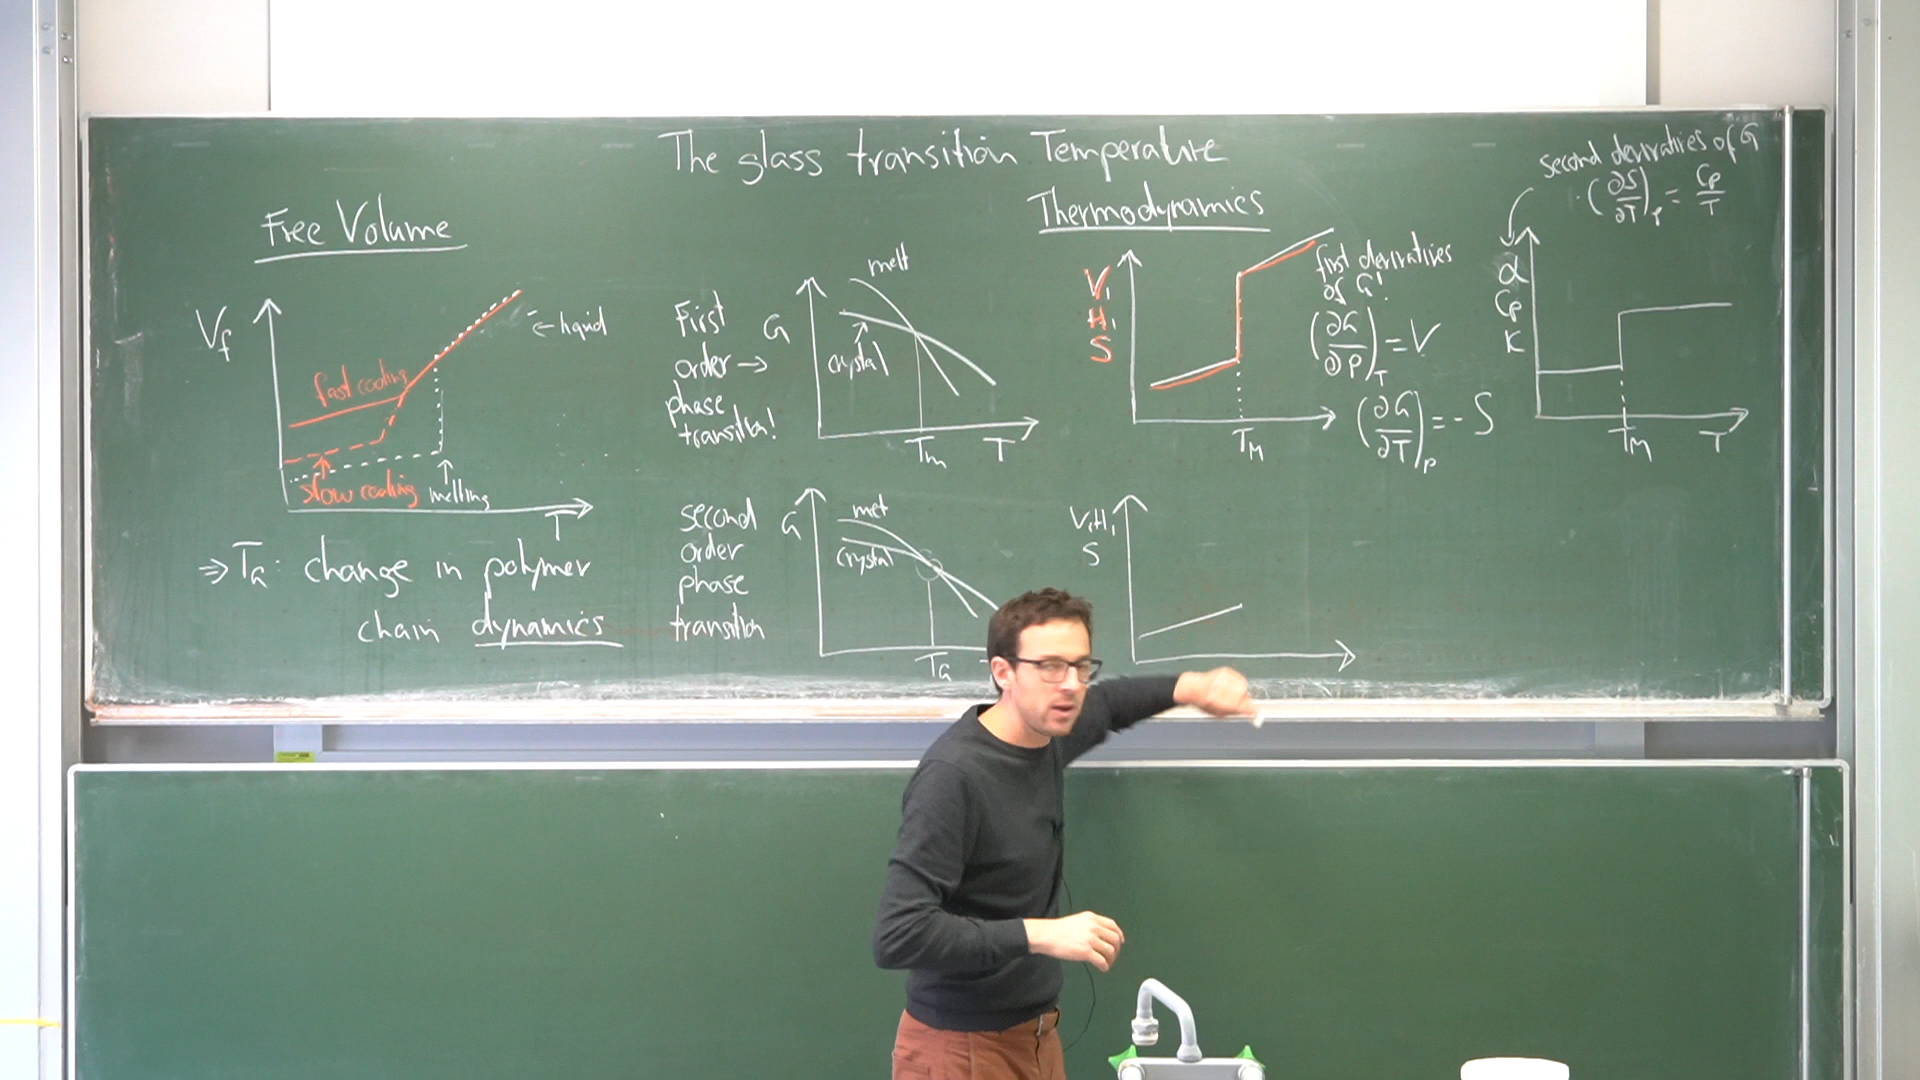 The glass transition Temperature
Free Volume
Vf
fast cooling
slow cooling
melting
← liquid
T
⇒ TG: change in polymer
chain dynamics
First
order →
phase
transition!
G
melt
crystal
Tm
T
second
order
phase
transition
G
melt
crystal
TG
Thermodynamics
V,
H,
S
TM
first derivatives
of G!
(∂G/∂P)T = V
(∂G/∂T)P = - S
second derivatives of G
(∂S/∂T)P = CP/T
α
CP
K
TM
T
V,H,
S